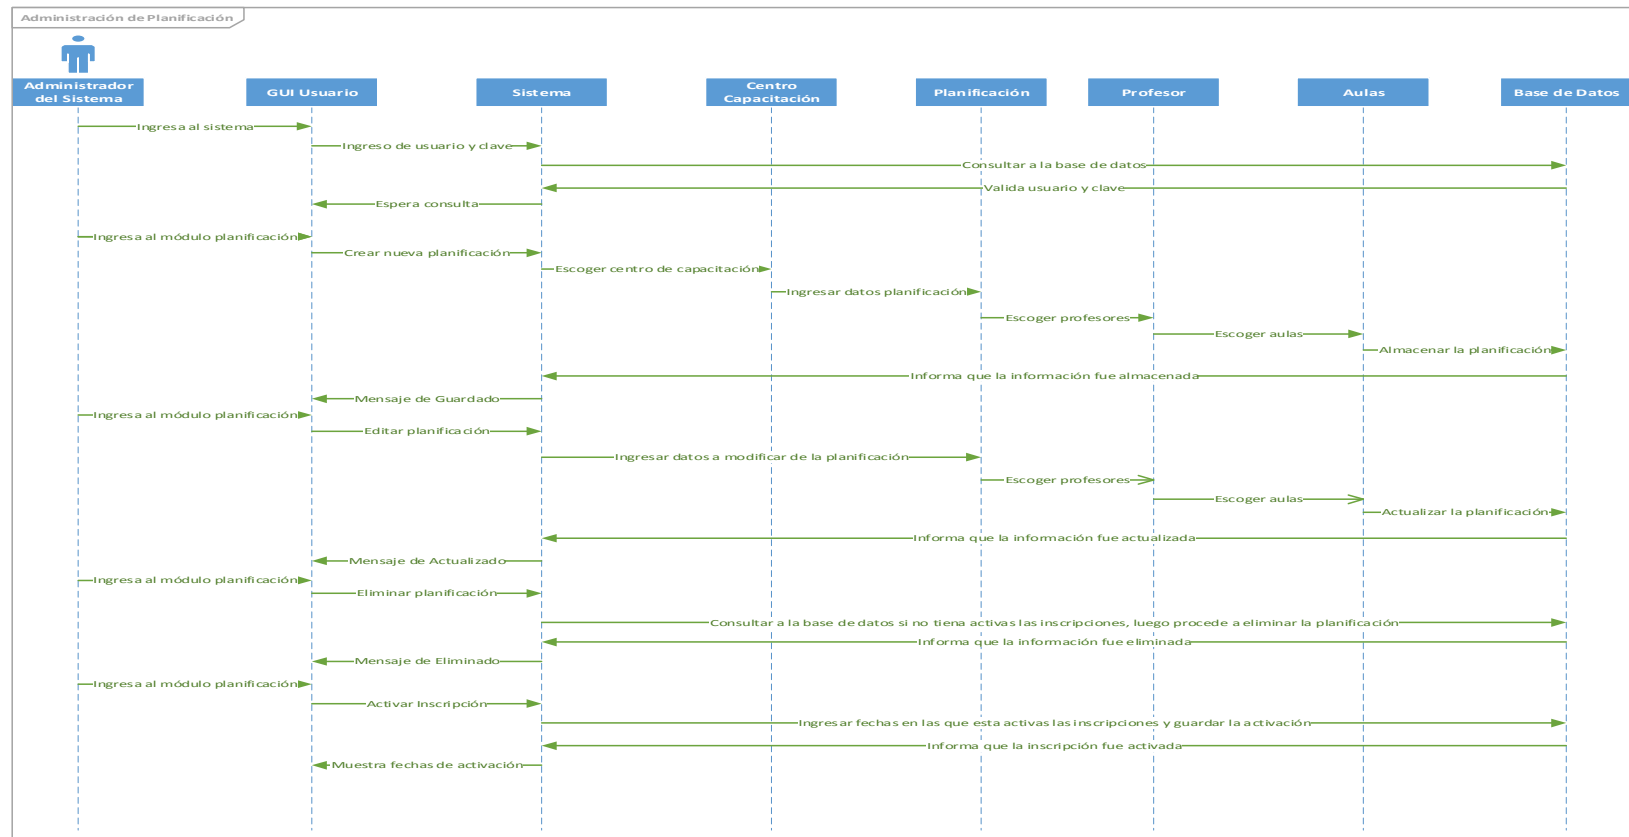 Administración de Planificación
Administrador
del Sistema
GUI Usuario
Sistema
Centro
Capacitación
Planificación
Profesor
Aulas
Base de Datos
Ingresa al sistema
Ingreso de usuario y clave
Consultar a la base de datos
Valida usuario y clave
Espera consulta
Ingresa al módulo planificación
Crear nueva planificación
Escoger centro de capacitación
Ingresar datos planificación
Escoger profesores
Escoger aulas
Almacenar la planificación
Informa que la información fue almacenada
Mensaje de Guardado
Ingresa al módulo planificación
Editar planificación
Ingresar datos a modificar de la planificación
Escoger profesores
Escoger aulas
Actualizar la planificación
Informa que la información fue actualizada
Mensaje de Actualizado
Ingresa al módulo planificación
Eliminar planificación
Consultar a la base de datos si no tiena activas las inscripciones, luego procede a eliminar la planificación
Informa que la información fue eliminada
Mensaje de Eliminado
Ingresa al módulo planificación
Activar Inscripción
Ingresar fechas en las que esta activas las inscripciones y guardar la activación
Informa que la inscripción fue activada
Muestra fechas de activación